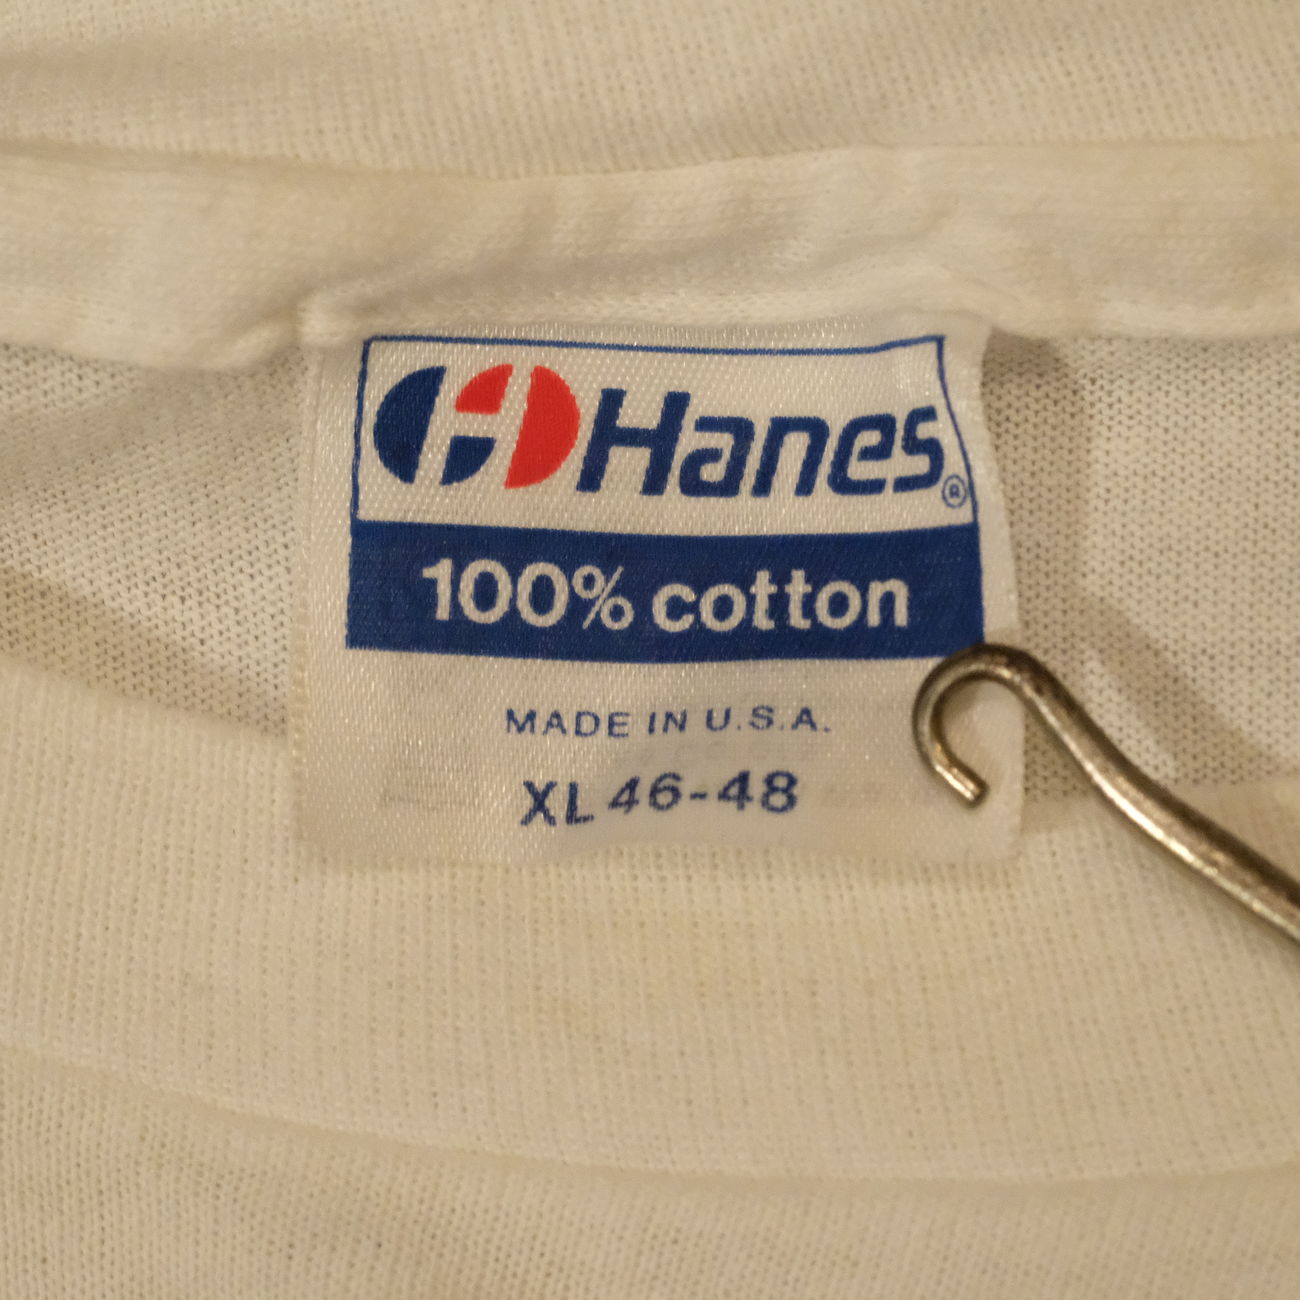 Hanes®
100% cotton
MADE IN U.S.A.
XL 46-48